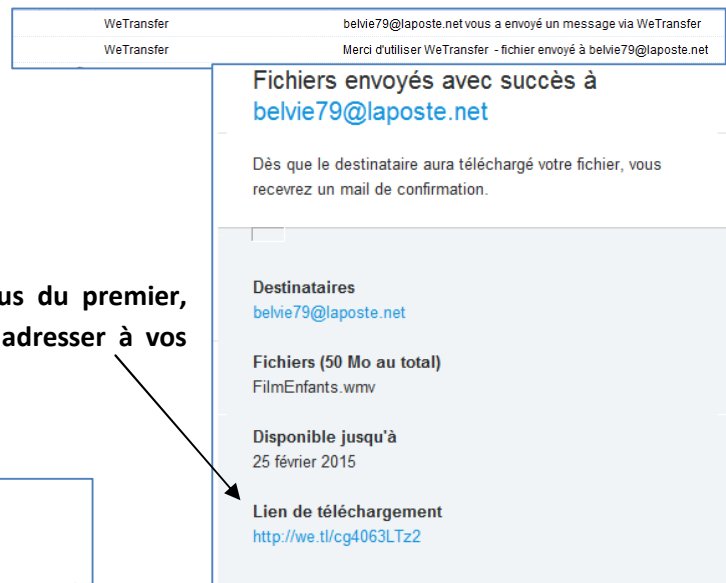 WeTransfer belvie79@laposte.net vous a envoyé un message via WeTransfer
WeTransfer Merci d'utiliser WeTransfer - fichier envoyé à belvie79@laposte.net
Fichiers envoyés avec succès à
belvie79@laposte.net
Dès que le destinataire aura téléchargé votre fichier, vous
recevrez un mail de confirmation.
us du premier,
adresser à vos
Destinataires
belvie79@laposte.net
Fichiers (50 Mo au total)
FilmEnfants.wmv
Disponible jusqu'à
25 février 2015
Lien de téléchargement
http://we.tl/cg4063LTz2